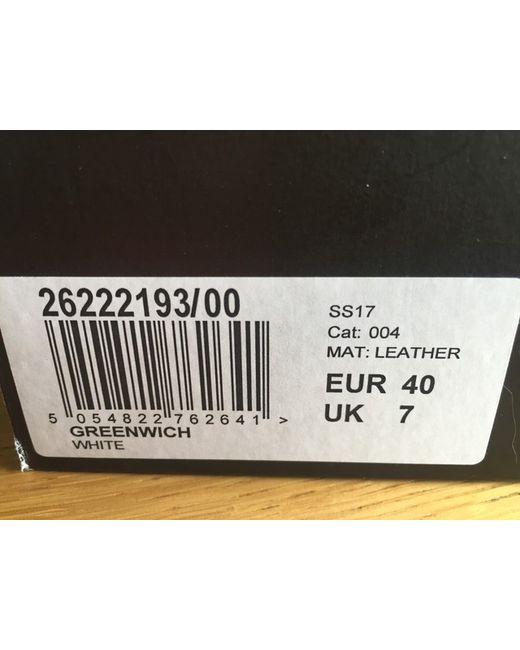 26222193/00
5 054822 762641 >
GREENWICH
WHITE
SS17
Cat: 004
MAT: LEATHER
EUR 40
UK 7